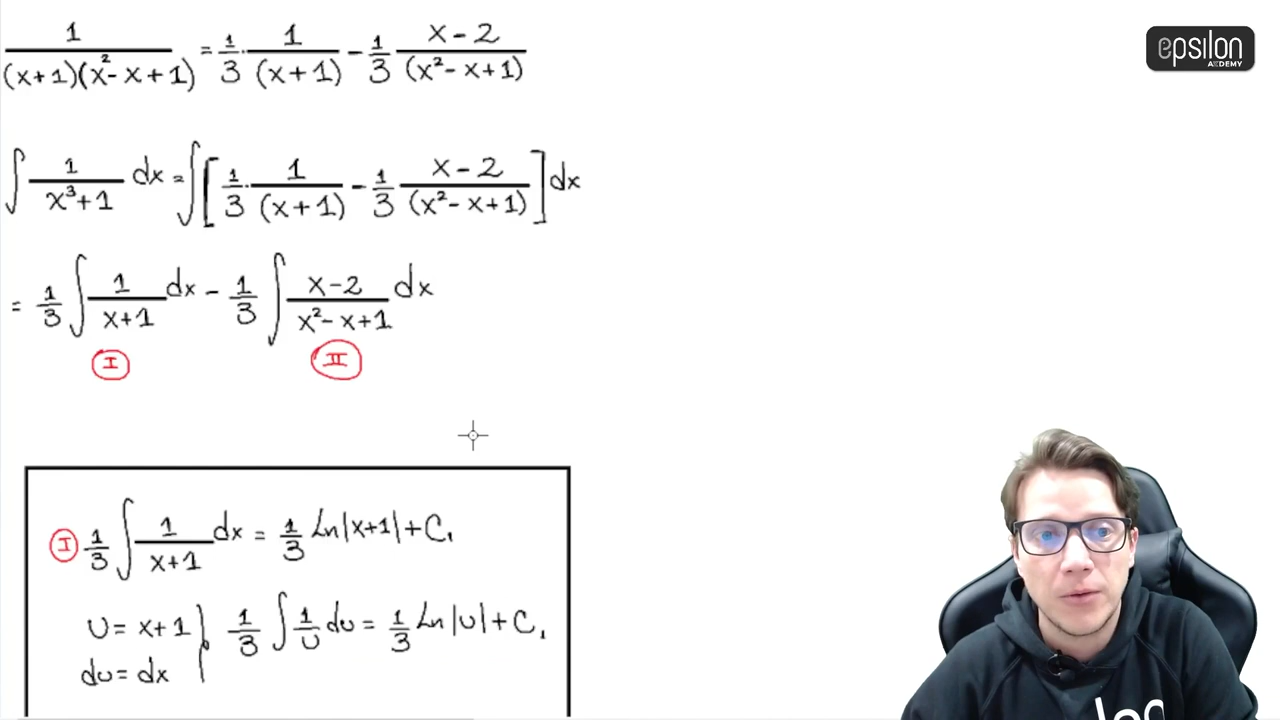 1/((x+1)(x²-x+1)) = 1/3 · 1/(x+1) - 1/3 (x-2)/(x²-x+1)
∫ 1/(x³+1) dx = ∫ [1/3 · 1/(x+1) - 1/3 (x-2)/(x²-x+1)] dx
= 1/3 ∫ 1/(x+1) dx - 1/3 ∫ (x-2)/(x²-x+1) dx
I II
I 1/3 ∫ 1/(x+1) dx = 1/3 Ln|x+1| + C₁
U = x+1 1/3 ∫ 1/U du = 1/3 Ln|U| + C₁
du = dx
epsilon
AXDEMY